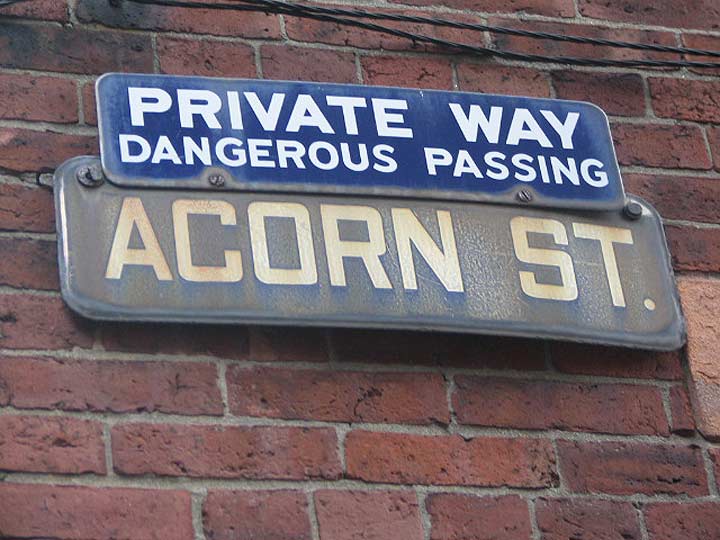 PRIVATE WAY
DANGEROUS PASSING
ACORN ST.